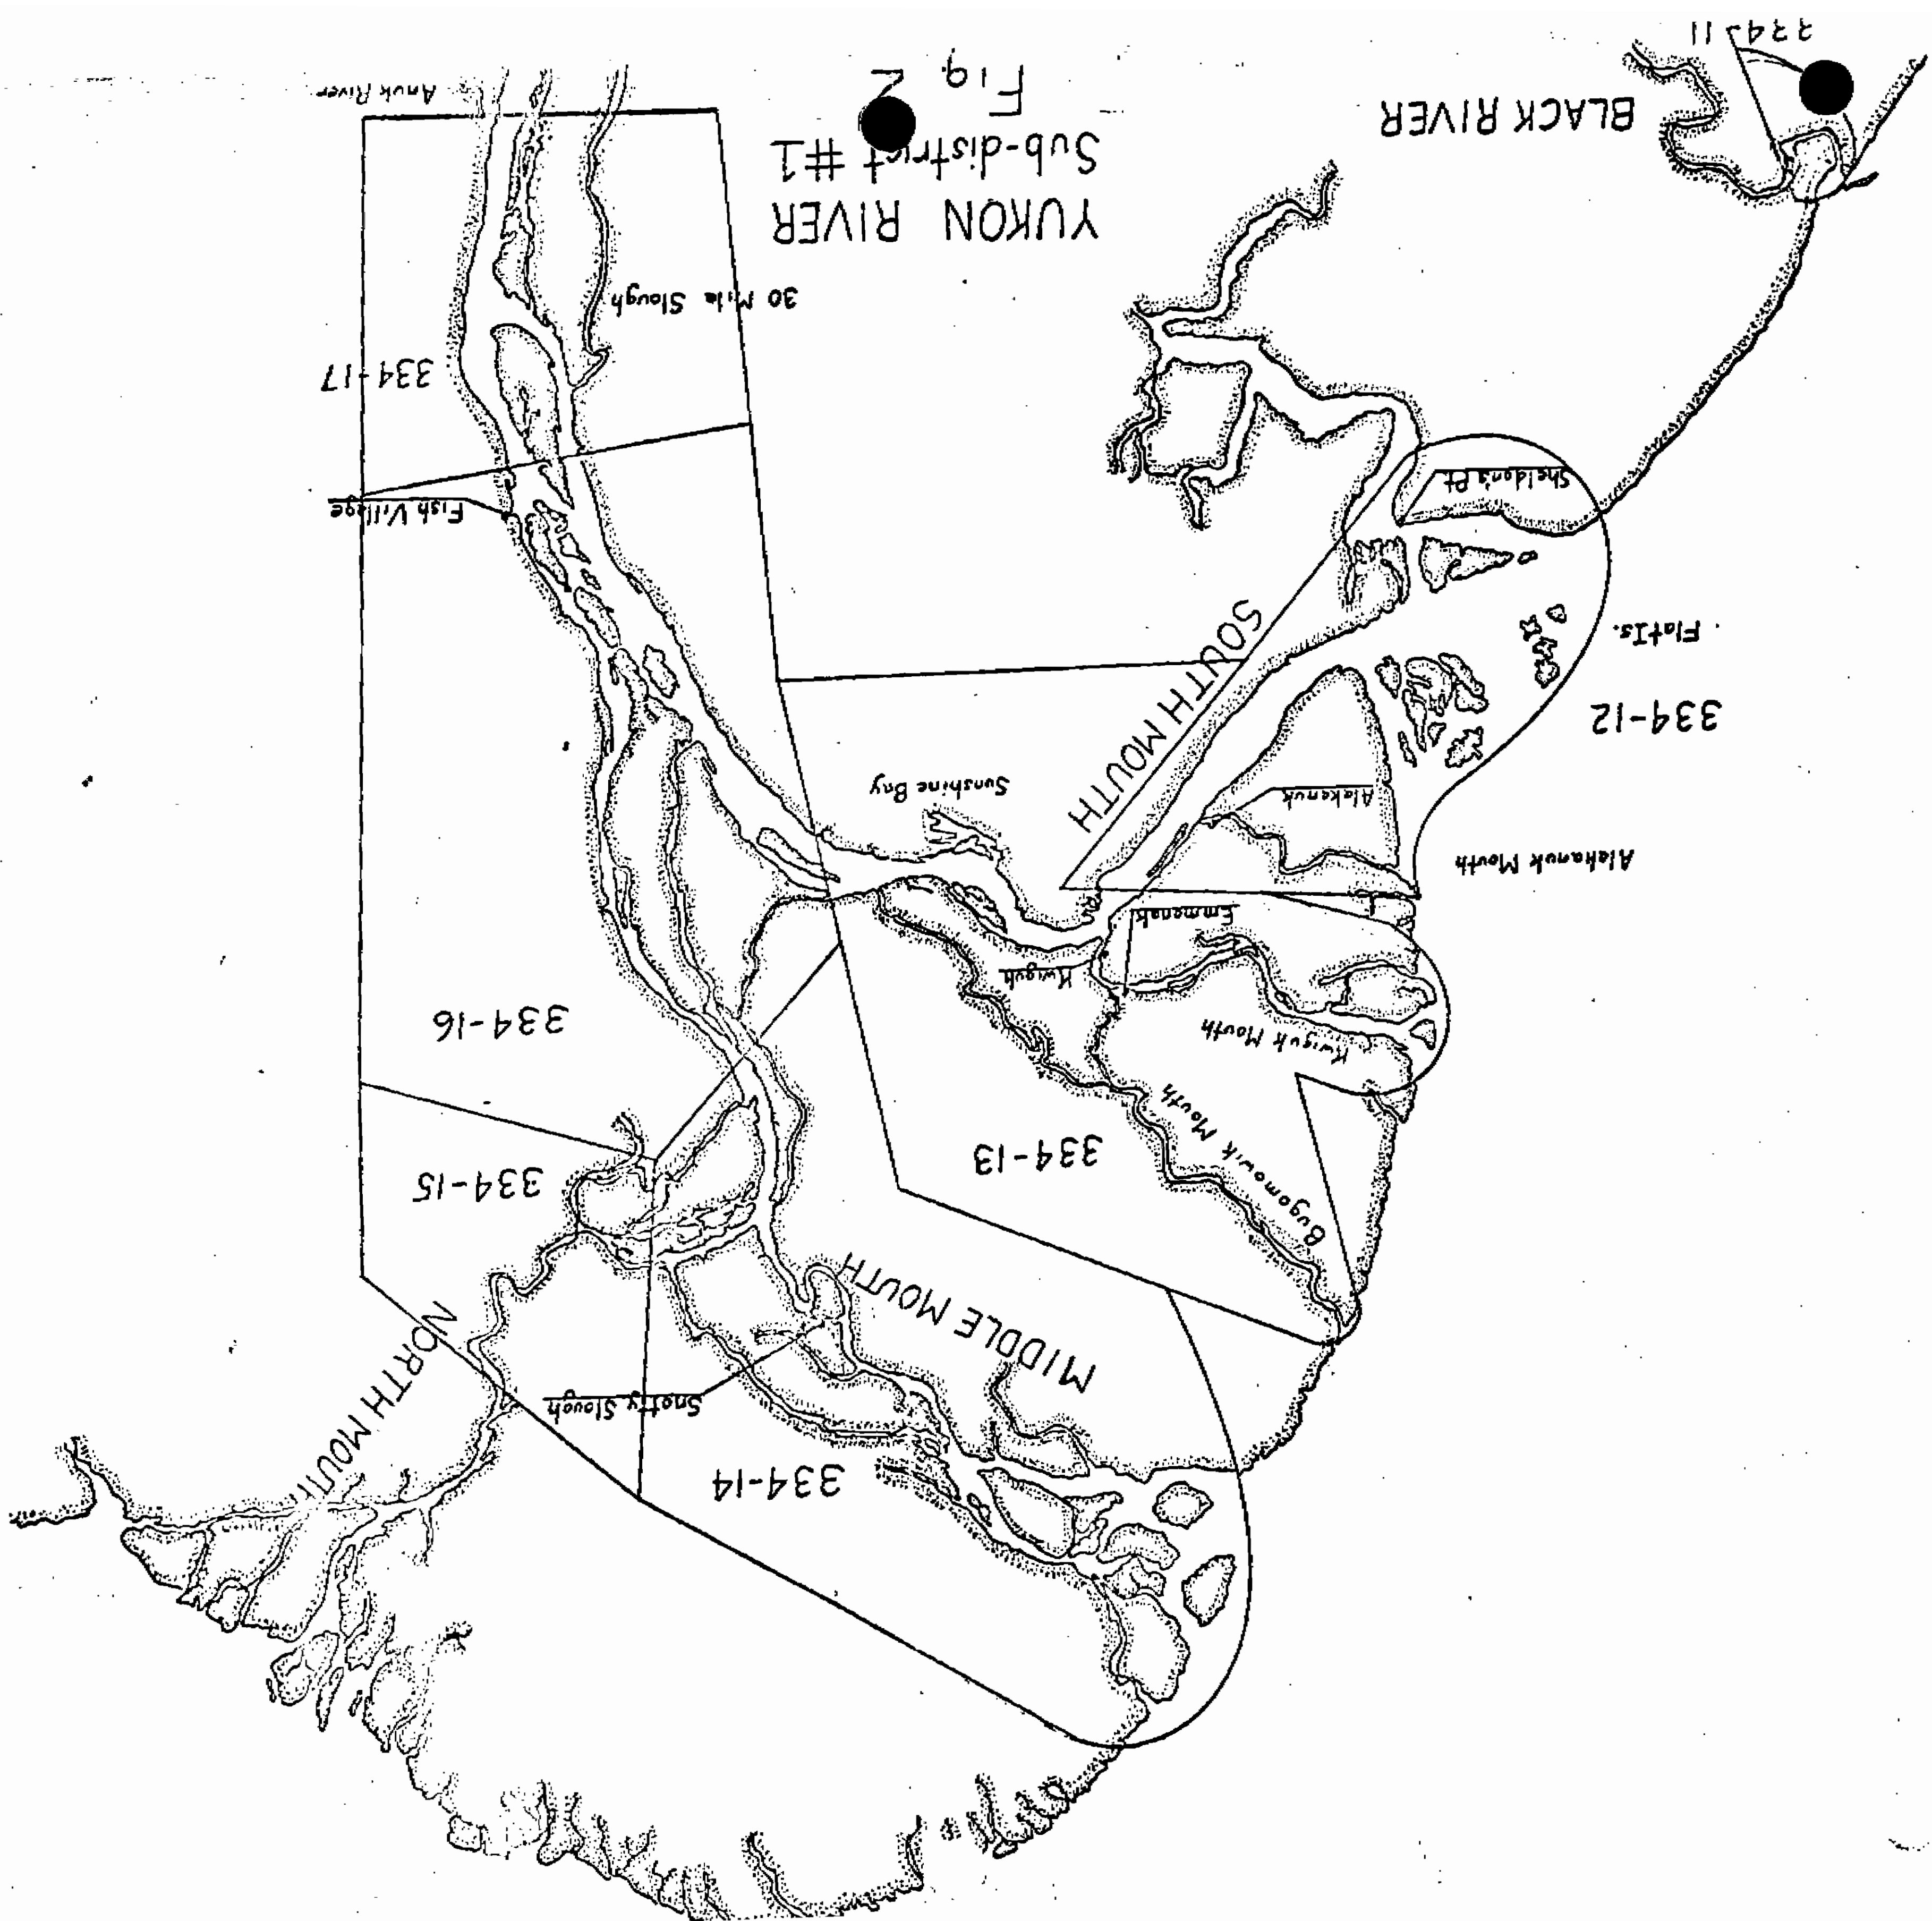 NORTH MOUTH
334-14
Snotty Slough
MIDDLE MOUTH
334-15
334-13
Bugomowik Mouth
334-16
Kwiguk Mouth
Kwiguk
Emmonak
Alakanuk Mouth
Alakanuk
Sunshine Bay
SOUTH MOUTH
334-12
Flat Is.
Fish Village
Sheldon's Pt.
334-17
30 Mile Slough
YUKON RIVER
Sub-district #1
Fig. 2
BLACK RIVER
Anuk River
334-11